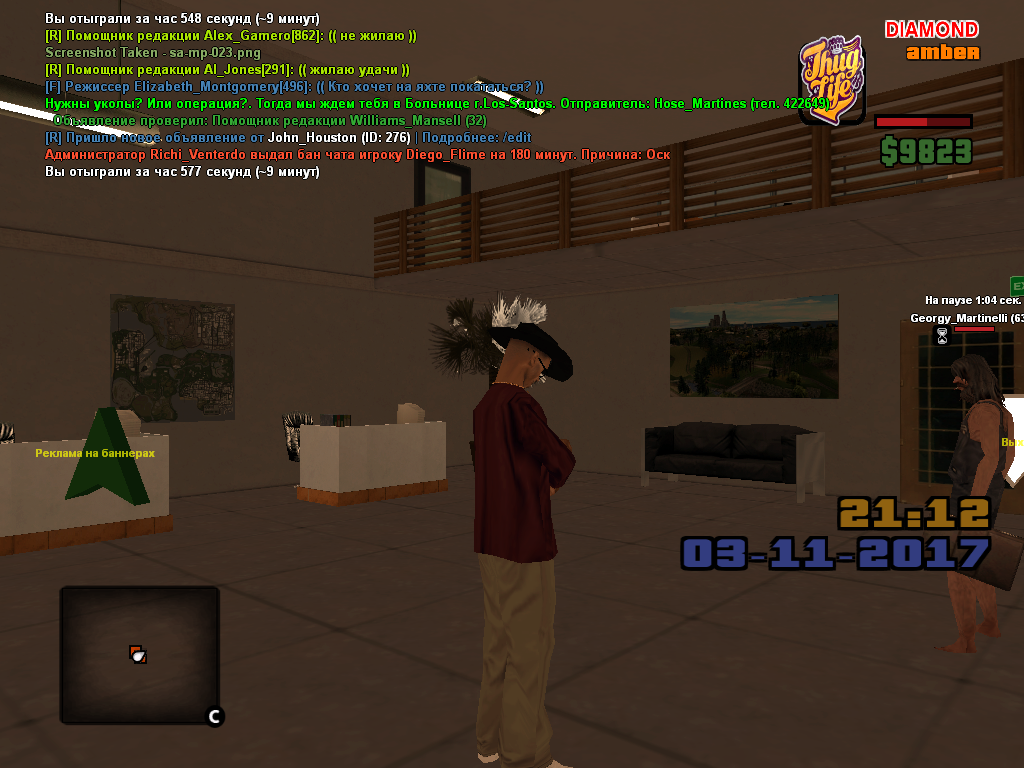 Вы отыграли за час 548 секунд (~9 минут)
[R] Помощник редакции Alex_Gamero[862]: (( не жилаю ))
Screenshot Taken - sa-mp-023.png
[R] Помощник редакции Al_Jones[291]: (( жилаю удачи ))
[F] Режиссер Elizabeth_Montgomery[496]: (( Кто хочет на яхте покататься? ))
Нужны уколы? Или операция?. Тогда мы ждем тебя в Больнице г.Los-Santos. Отправитель: Hose_Martines (тел. 422649)
Объявление проверил: Помощник редакции Williams_Mansell (32)
[R] Пришло новое объявление от John_Houston (ID: 276) | Подробнее: /edit
Администратор Richi_Venterdo выдал бан чата игроку Diego_Flime на 180 минут. Причина: Оск
Вы отыграли за час 577 секунд (~9 минут)
DIAMOND
amber
Thug
Life
$9823
EX
На паузе 1:04 сек.
Georgy_Martinelli (63
Реклама на баннерах
Вы
21:12
03-11-2017
C